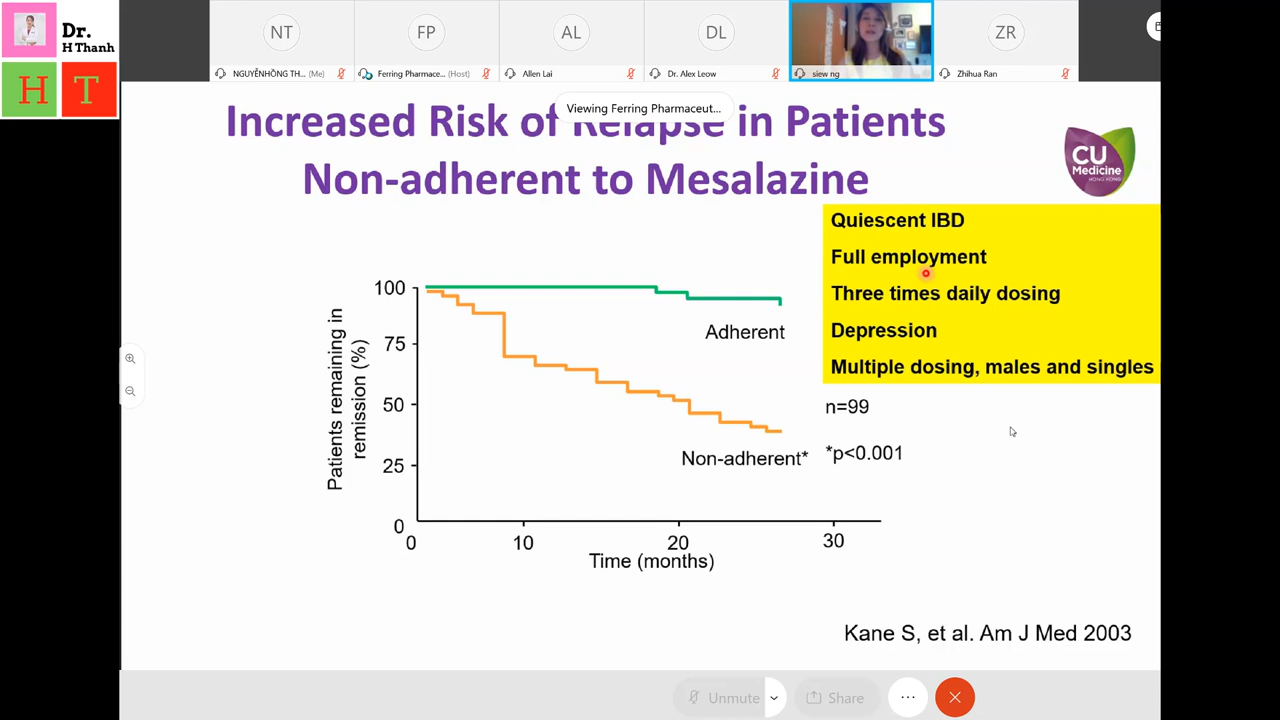 Dr.
H Thanh
H T
NT
FP
AL
DL
ZR
NGUYỄNHỒNG TH... (Me)
Ferring Pharmace... (Host)
Allen Lai
Dr. Alex Leow
siew ng
Zhihua Ran
Viewing Ferring Pharmaceut...
Increased Risk of Relapse in Patients
Non-adherent to Mesalazine
CU
Medicine
HONG KONG
Quiescent IBD
Full employment
Three times daily dosing
Depression
Multiple dosing, males and singles
n=99
*p<0.001
Patients remaining in
remission (%)
100
75
50
25
0
Adherent
Non-adherent*
0
10
20
30
Time (months)
Kane S, et al. Am J Med 2003
Unmute
Share